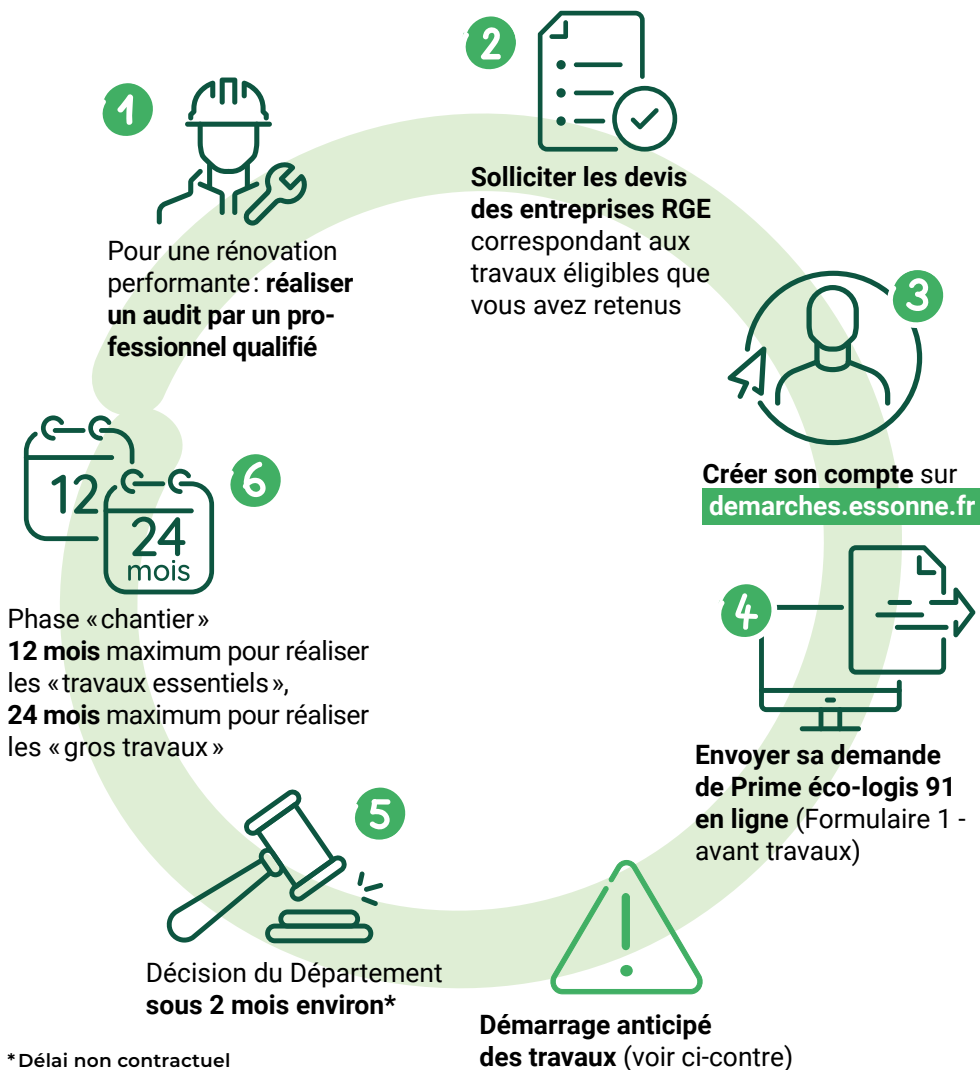 1
Pour une rénovation
performante : réaliser
un audit par un pro-
fessionnel qualifié
2
Solliciter les devis
des entreprises RGE
correspondant aux
travaux éligibles que
vous avez retenus
3
Créer son compte sur
demarches.essonne.fr
4
Envoyer sa demande
de Prime éco-logis 91
en ligne (Formulaire 1 -
avant travaux)
Démarrage anticipé
des travaux (voir ci-contre)
5
Décision du Département
sous 2 mois environ*
6
12
24
mois
Phase « chantier »
12 mois maximum pour réaliser
les « travaux essentiels »,
24 mois maximum pour réaliser
les « gros travaux »
* Délai non contractuel